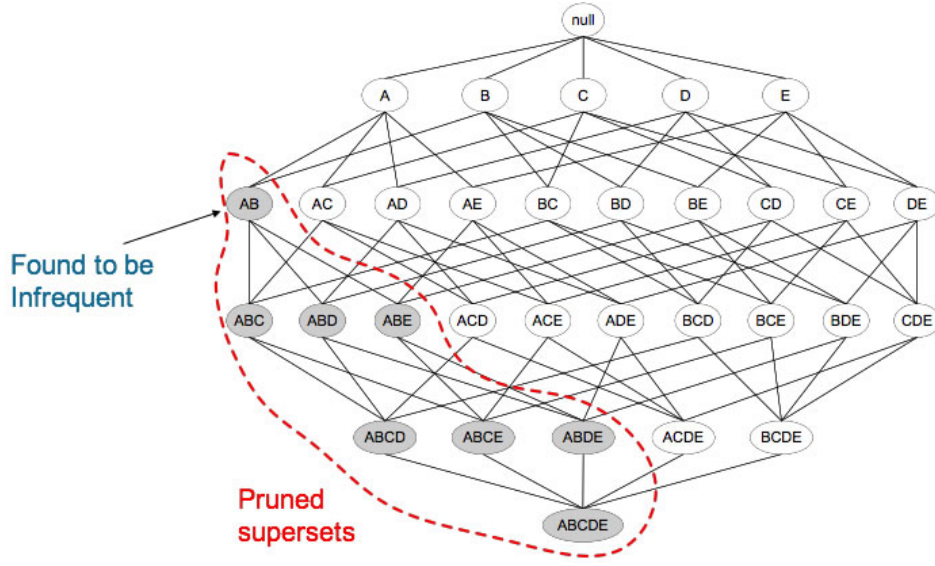 null
A B C D E
AB AC AD AE BC BD BE CD CE DE
Found to be
Infrequent
ABC ABD ABE ACD ACE ADE BCD BCE BDE CDE
ABCD ABCE ABDE ACDE BCDE
Pruned
supersets
ABCDE